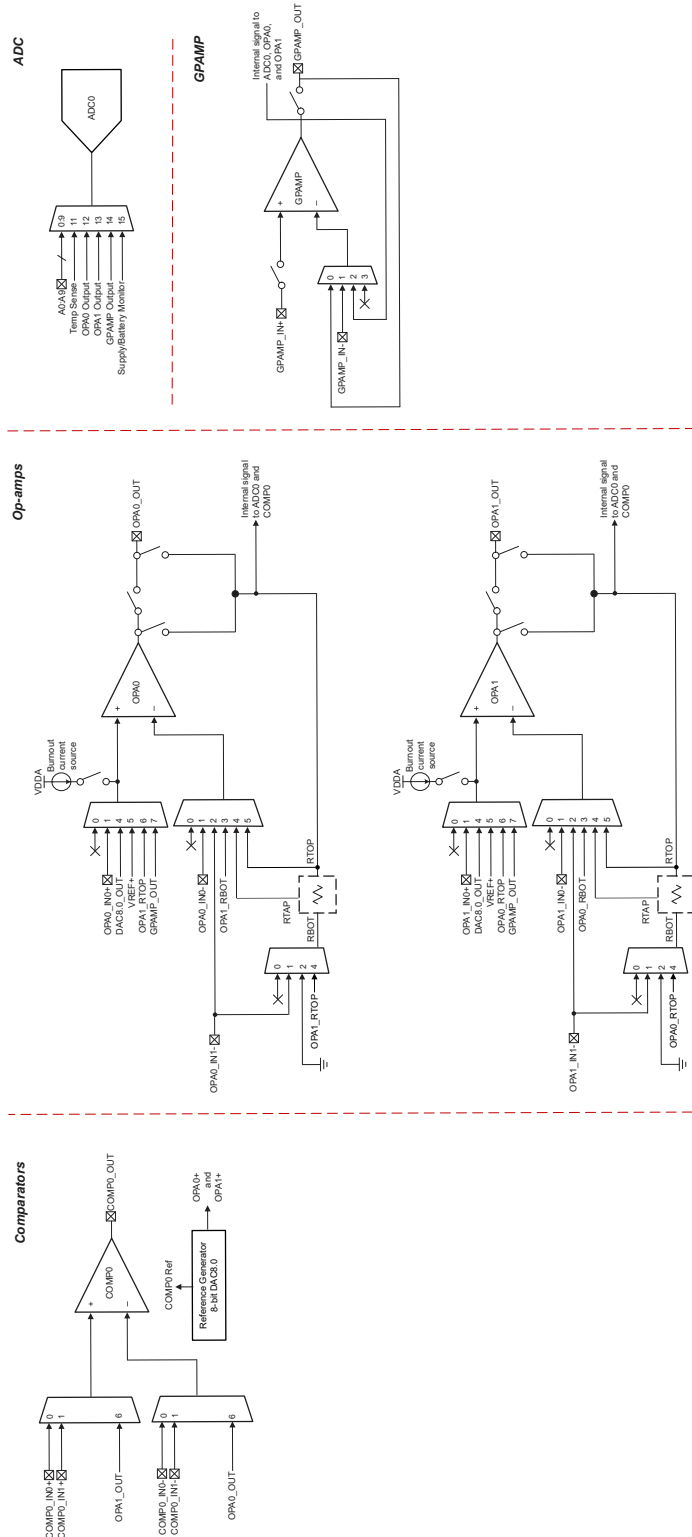 Comparators
COMP0_IN0+
COMP0_IN1+
OPA1_OUT
0
1
6
COMP0_IN0-
COMP0_IN1-
OPA0_OUT
0
1
6
+
−
COMP0
COMP0_OUT
COMP0 Ref
Reference Generator
8-bit DAC8.0
OPA0+
and
OPA1+
Op-amps
VDDA
Burnout
current
source
OPA0_IN0+
DAC8.0_OUT
VREF+
OPA1_RTOP
GPAMP_OUT
0
1
4
5
6
7
OPA0_IN0-
OPA1_RBOT
0
1
2
3
4
5
OPA0_IN1-
OPA1_RTOP
0
1
2
4
RBOT
RTAP
RTOP
+
−
OPA0
OPA0_OUT
Internal signal
to ADC0 and
COMP0
VDDA
Burnout
current
source
OPA1_IN0+
DAC8.0_OUT
VREF+
OPA0_RTOP
GPAMP_OUT
0
1
4
5
6
7
OPA1_IN0-
OPA0_RBOT
0
1
2
3
4
5
OPA1_IN1-
OPA0_RTOP
0
1
2
4
RBOT
RTAP
RTOP
+
−
OPA1
OPA1_OUT
Internal signal
to ADC0 and
COMP0
ADC
A0:A9
Temp Sense
OPA0 Output
OPA1 Output
GPAMP Output
Supply/Battery Monitor
0:9
11
12
13
14
15
ADC0
GPAMP
GPAMP_IN+
GPAMP_IN-
0
1
2
3
+
−
GPAMP
Internal signal to
ADC0, OPA0,
and OPA1
GPAMP_OUT